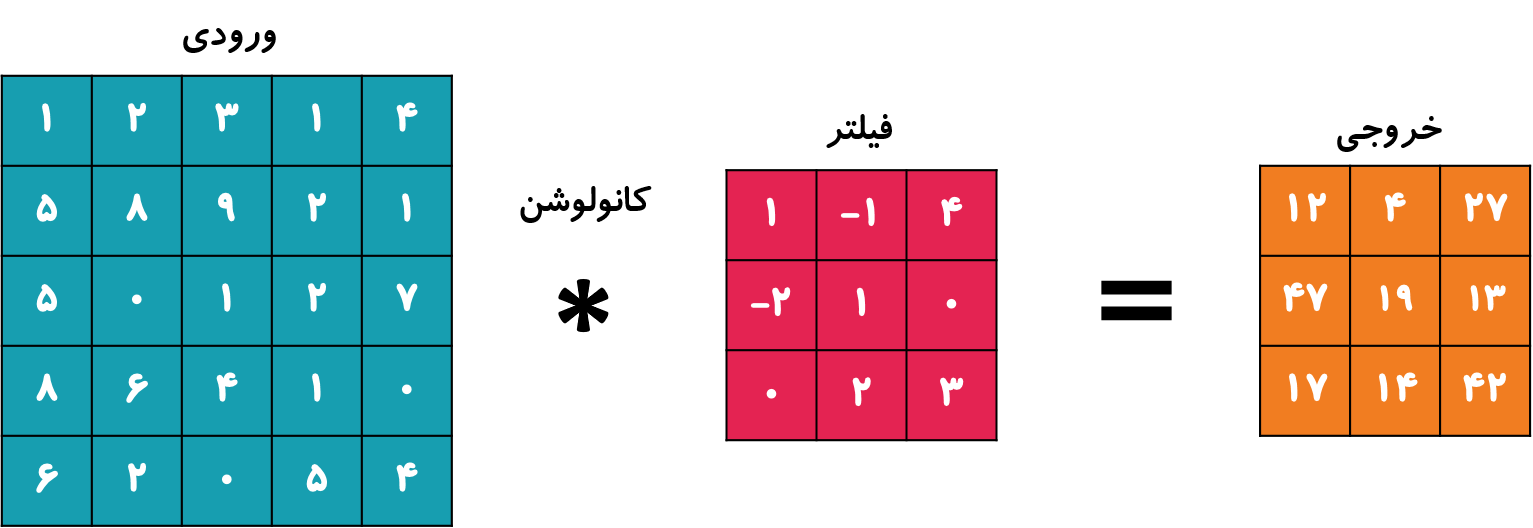 ورودی
۱ ۲ ۳ ۱ ۴
۵ ۸ ۹ ۲ ۱
۵ ۰ ۱ ۲ ۷
۸ ۶ ۴ ۱ ۰
۶ ۲ ۰ ۵ ۴
کانولوشن
*
فیلتر
۱ -۱ ۴
-۲ ۱ ۰
۰ ۲ ۳
=
خروجی
۱۲ ۴ ۲۷
۴۷ ۱۹ ۱۳
۱۷ ۱۴ ۴۲